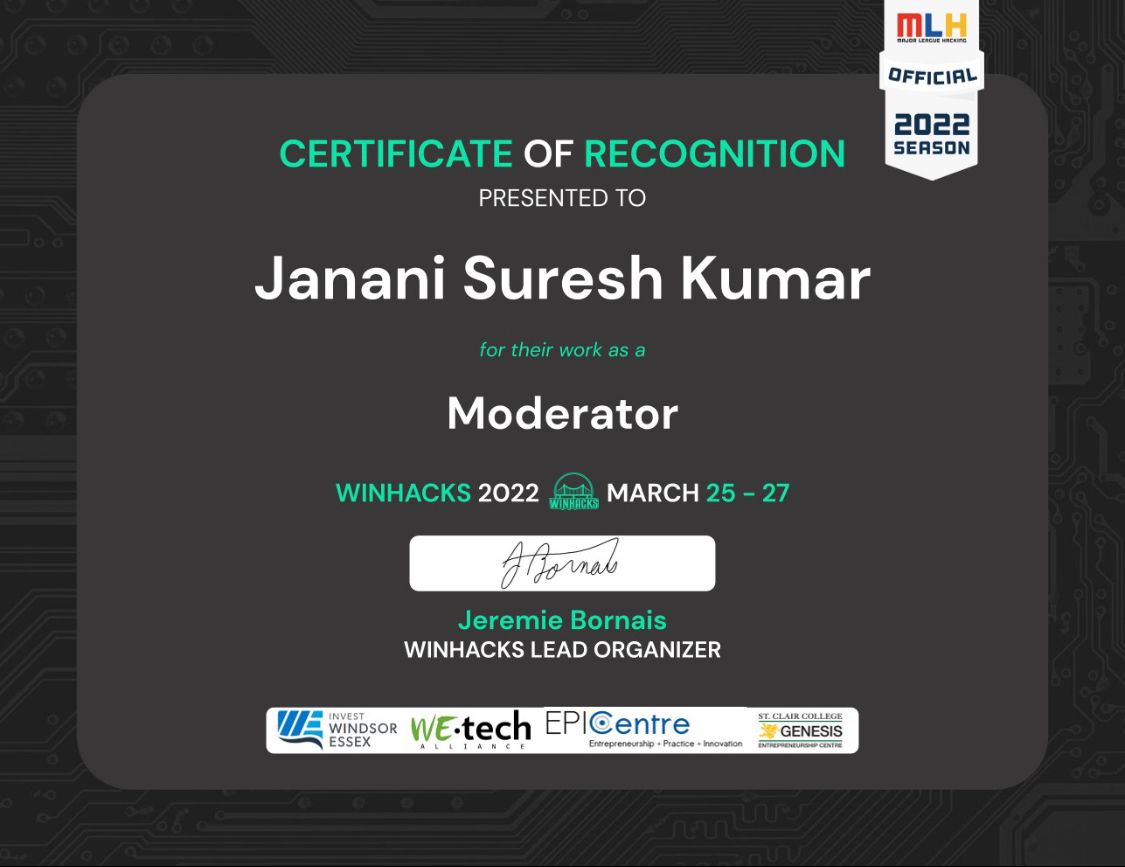 MLH
MAJOR LEAGUE HACKING
OFFICIAL
2022
SEASON
CERTIFICATE OF RECOGNITION
PRESENTED TO
Janani Suresh Kumar
for their work as a
Moderator
WINHACKS 2022 WINHACKS MARCH 25 - 27
J Bornais
Jeremie Bornais
WINHACKS LEAD ORGANIZER
INVEST
WINDSOR
ESSEX
WE·tech
ALLIANCE
EPICentre
Entrepreneurship + Practice + Innovation
ST. CLAIR COLLEGE
GENESIS
ENTREPRENEURSHIP CENTRE